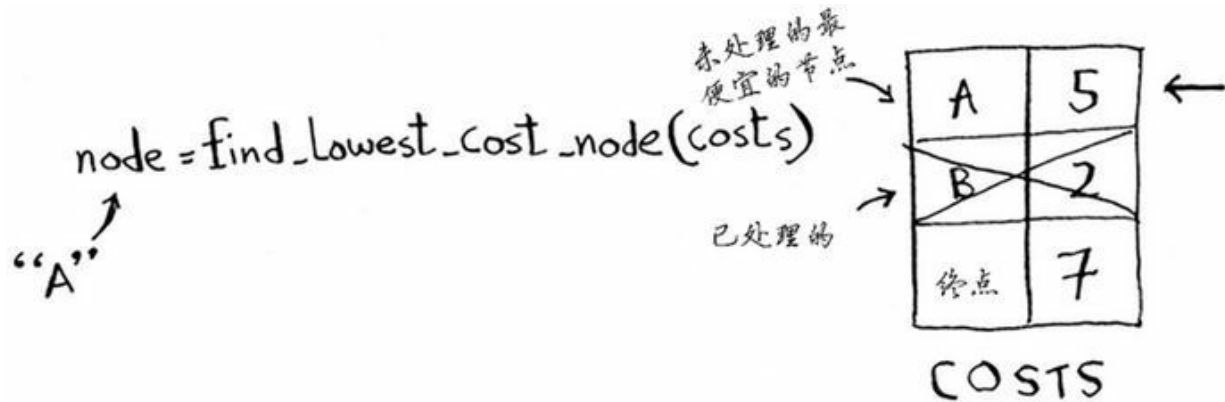 未处理的最
便宜的节点
node = find_lowest_cost_node(costs)
"A"
已处理的
A 5
B 2
终点 7
COSTS